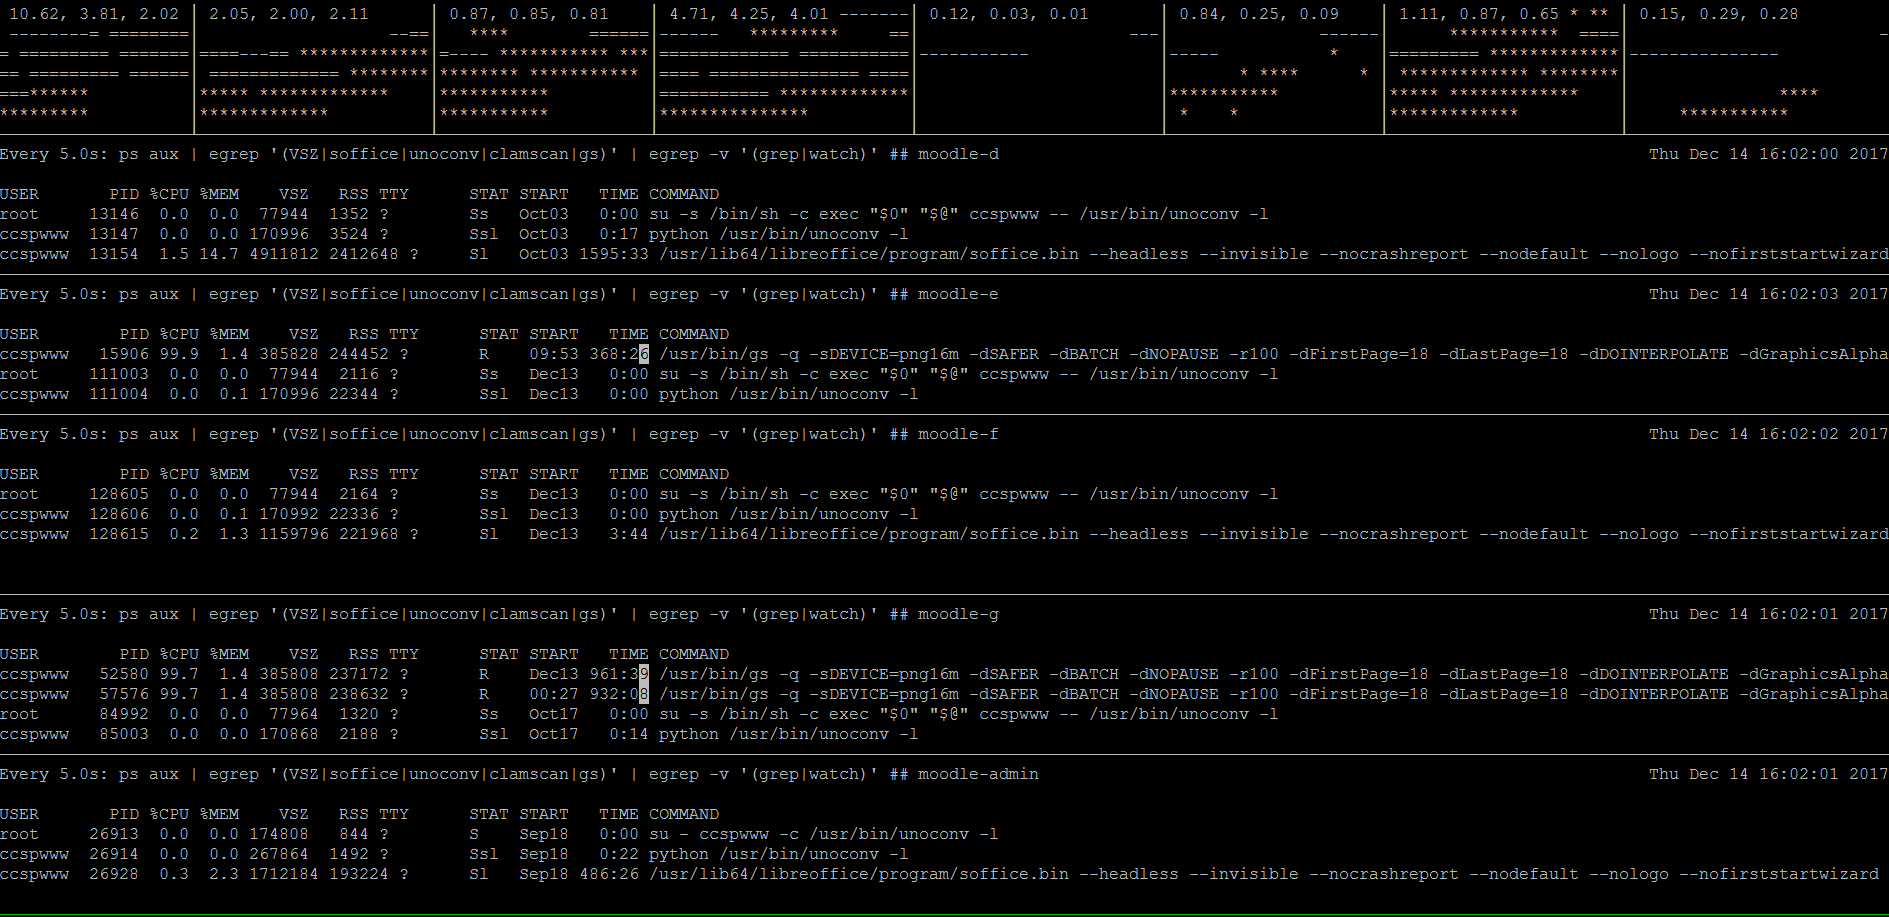 10.62, 3.81, 2.02 | 2.05, 2.00, 2.11 | 0.87, 0.85, 0.81 | 4.71, 4.25, 4.01 ------- | 0.12, 0.03, 0.01 | 0.84, 0.25, 0.09 | 1.11, 0.87, 0.65 * ** | 0.15, 0.29, 0.28
--------= ======== | --== | **** ====== | ------ ********* == | --- | ------ | *********** ==== | -
= ========= ======= | ====---== ************* | =----- *********** *** | ============= =========== | ----------- | ----- * | ========= ************* | ---------------
== ========= ====== | ============= ******** | ******** *********** | ==== =============== ==== | | * **** * | ************* ******** |
===****** | ***** ************* | *********** | =========== ************* | | *********** | ***** ************* | ****
********* | ************* | *********** | *************** | | * * | ************* | ***********
Every 5.0s: ps aux | egrep '(VSZ|soffice|unoconv|clamscan|gs)' | egrep -v '(grep|watch)' ## moodle-d Thu Dec 14 16:02:00 2017
USER PID %CPU %MEM VSZ RSS TTY STAT START TIME COMMAND
root 13146 0.0 0.0 77944 1352 ? Ss Oct03 0:00 su -s /bin/sh -c exec "$0" "$@" ccspwww -- /usr/bin/unoconv -l
ccspwww 13147 0.0 0.0 170996 3524 ? Ssl Oct03 0:17 python /usr/bin/unoconv -l
ccspwww 13154 1.5 14.7 4911812 2412648 ? Sl Oct03 1595:33 /usr/lib64/libreoffice/program/soffice.bin --headless --invisible --nocrashreport --nodefault --nologo --nofirststartwizard
Every 5.0s: ps aux | egrep '(VSZ|soffice|unoconv|clamscan|gs)' | egrep -v '(grep|watch)' ## moodle-e Thu Dec 14 16:02:03 2017
USER PID %CPU %MEM VSZ RSS TTY STAT START TIME COMMAND
ccspwww 15906 99.9 1.4 385828 244452 ? R 09:53 368:26 /usr/bin/gs -q -sDEVICE=png16m -dSAFER -dBATCH -dNOPAUSE -r100 -dFirstPage=18 -dLastPage=18 -dDOINTERPOLATE -dGraphicsAlpha
root 111003 0.0 0.0 77944 2116 ? Ss Dec13 0:00 su -s /bin/sh -c exec "$0" "$@" ccspwww -- /usr/bin/unoconv -l
ccspwww 111004 0.0 0.1 170996 22344 ? Ssl Dec13 0:00 python /usr/bin/unoconv -l
Every 5.0s: ps aux | egrep '(VSZ|soffice|unoconv|clamscan|gs)' | egrep -v '(grep|watch)' ## moodle-f Thu Dec 14 16:02:02 2017
USER PID %CPU %MEM VSZ RSS TTY STAT START TIME COMMAND
root 128605 0.0 0.0 77944 2164 ? Ss Dec13 0:00 su -s /bin/sh -c exec "$0" "$@" ccspwww -- /usr/bin/unoconv -l
ccspwww 128606 0.0 0.1 170992 22336 ? Ssl Dec13 0:00 python /usr/bin/unoconv -l
ccspwww 128615 0.2 1.3 1159796 221968 ? Sl Dec13 3:44 /usr/lib64/libreoffice/program/soffice.bin --headless --invisible --nocrashreport --nodefault --nologo --nofirststartwizard
Every 5.0s: ps aux | egrep '(VSZ|soffice|unoconv|clamscan|gs)' | egrep -v '(grep|watch)' ## moodle-g Thu Dec 14 16:02:01 2017
USER PID %CPU %MEM VSZ RSS TTY STAT START TIME COMMAND
ccspwww 52580 99.7 1.4 385808 237172 ? R Dec13 961:39 /usr/bin/gs -q -sDEVICE=png16m -dSAFER -dBATCH -dNOPAUSE -r100 -dFirstPage=18 -dLastPage=18 -dDOINTERPOLATE -dGraphicsAlpha
ccspwww 57576 99.7 1.4 385808 238632 ? R 00:27 932:08 /usr/bin/gs -q -sDEVICE=png16m -dSAFER -dBATCH -dNOPAUSE -r100 -dFirstPage=18 -dLastPage=18 -dDOINTERPOLATE -dGraphicsAlpha
root 84992 0.0 0.0 77964 1320 ? Ss Oct17 0:00 su -s /bin/sh -c exec "$0" "$@" ccspwww -- /usr/bin/unoconv -l
ccspwww 85003 0.0 0.0 170868 2188 ? Ssl Oct17 0:14 python /usr/bin/unoconv -l
Every 5.0s: ps aux | egrep '(VSZ|soffice|unoconv|clamscan|gs)' | egrep -v '(grep|watch)' ## moodle-admin Thu Dec 14 16:02:01 2017
USER PID %CPU %MEM VSZ RSS TTY STAT START TIME COMMAND
root 26913 0.0 0.0 174808 844 ? S Sep18 0:00 su - ccspwww -c /usr/bin/unoconv -l
ccspwww 26914 0.0 0.0 267864 1492 ? Ssl Sep18 0:22 python /usr/bin/unoconv -l
ccspwww 26928 0.3 2.3 1712184 193224 ? Sl Sep18 486:26 /usr/lib64/libreoffice/program/soffice.bin --headless --invisible --nocrashreport --nodefault --nologo --nofirststartwizard